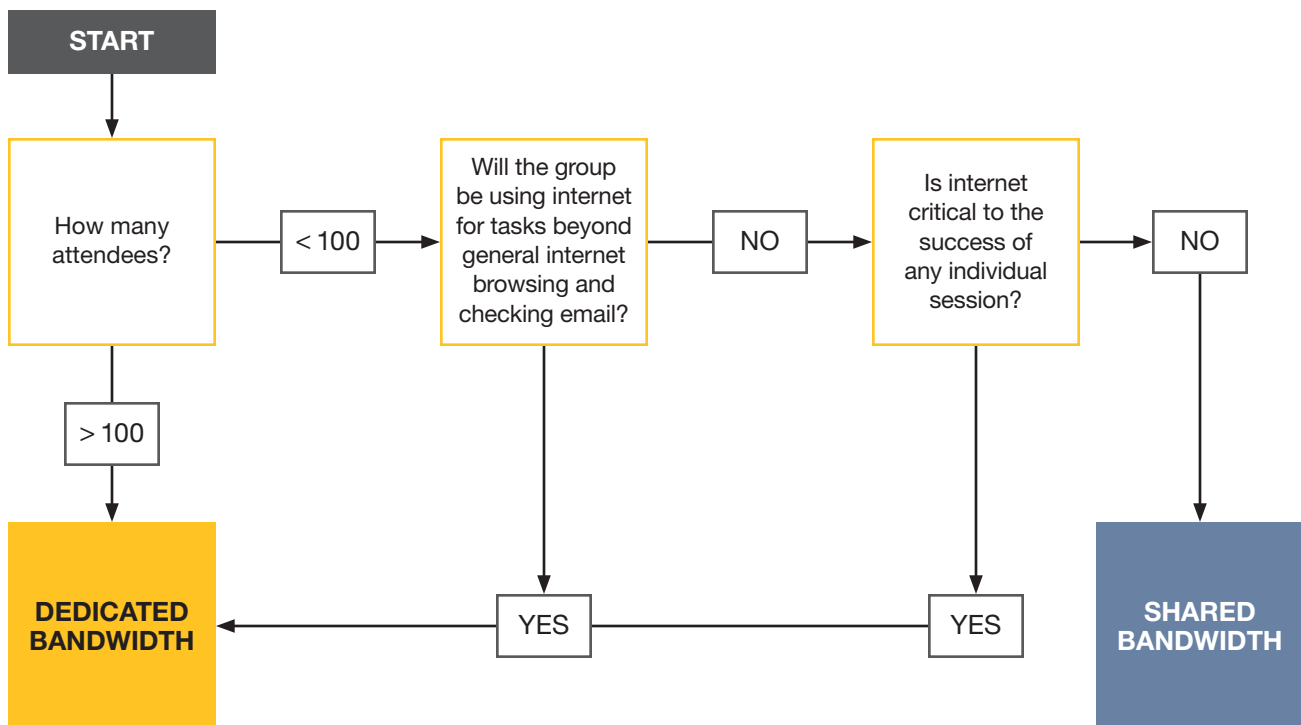 START
How many
attendees?
< 100
Will the group
be using internet
for tasks beyond
general internet
browsing and
checking email?
NO
Is internet
critical to the
success of
any individual
session?
NO
> 100
DEDICATED
BANDWIDTH
YES
YES
SHARED
BANDWIDTH